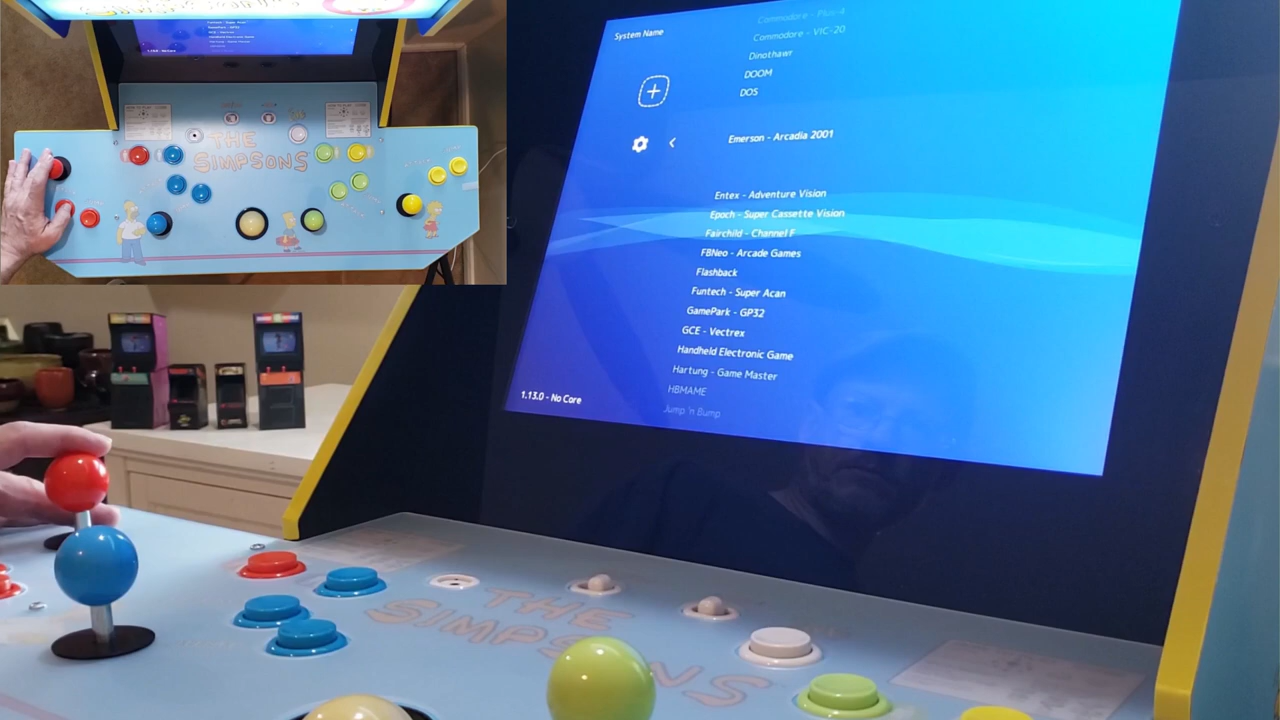 THE
SIMPSONS
System Name
Commodore - Plus-4
Commodore - VIC-20
Dinothawr
DOOM
DOS
Emerson - Arcadia 2001
Entex - Adventure Vision
Epoch - Super Cassette Vision
Fairchild - Channel F
FBNeo - Arcade Games
Flashback
Funtech - Super Acan
GamePark - GP32
GCE - Vectrex
Handheld Electronic Game
Hartung - Game Master
HBMAME
Jump 'n Bump
1.13.0 - No Core
THE
SIMPSONS